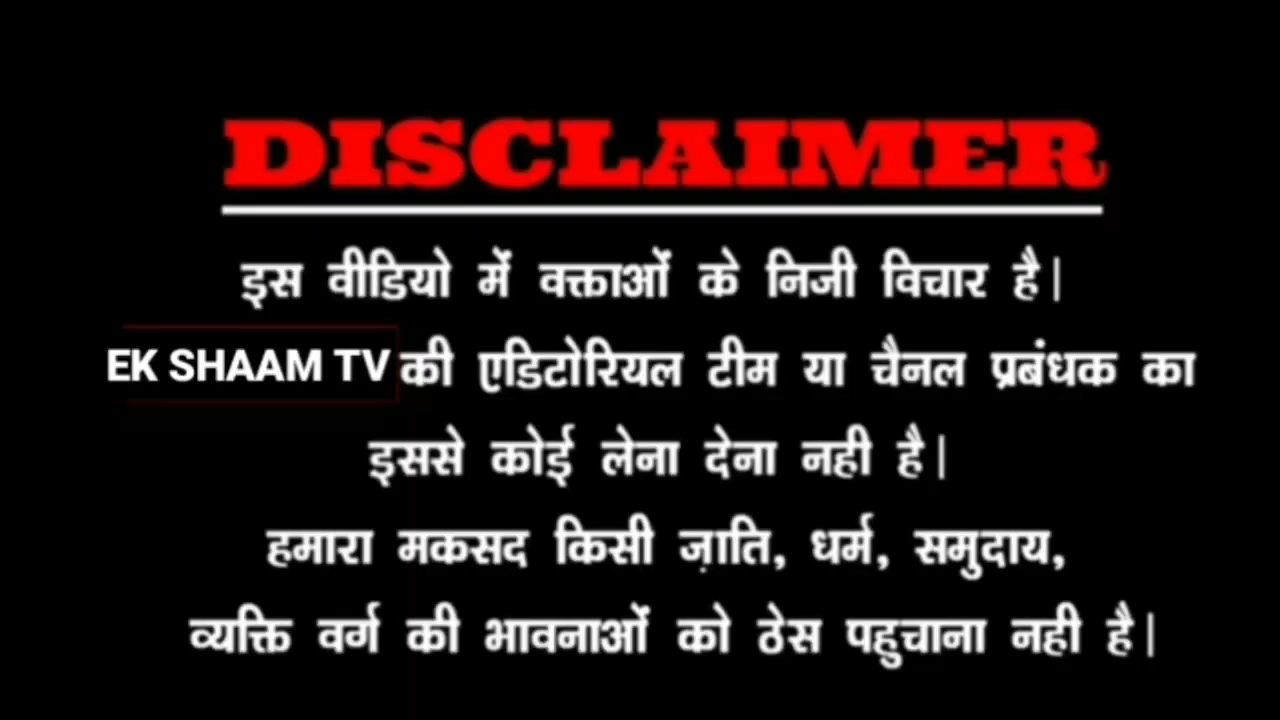 DISCLAIMER
इस वीडियो में वक्ताओं के निजी विचार है|
EK SHAAM TV की एडिटोरियल टीम या चैनल प्रबंधक का
इससे कोई लेना देना नही है|
हमारा मकसद किसी ज़ाति, धर्म, समुदाय,
व्यक्ति वर्ग की भावनाओं को ठेस पहुचाना नही है|